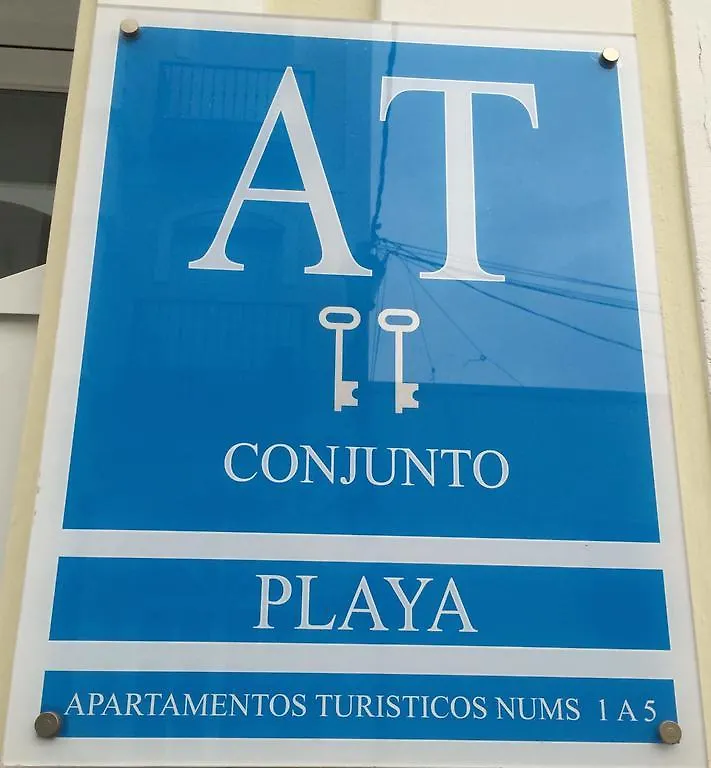 AT
CONJUNTO
PLAYA
APARTAMENTOS TURISTICOS NUMS 1 A 5